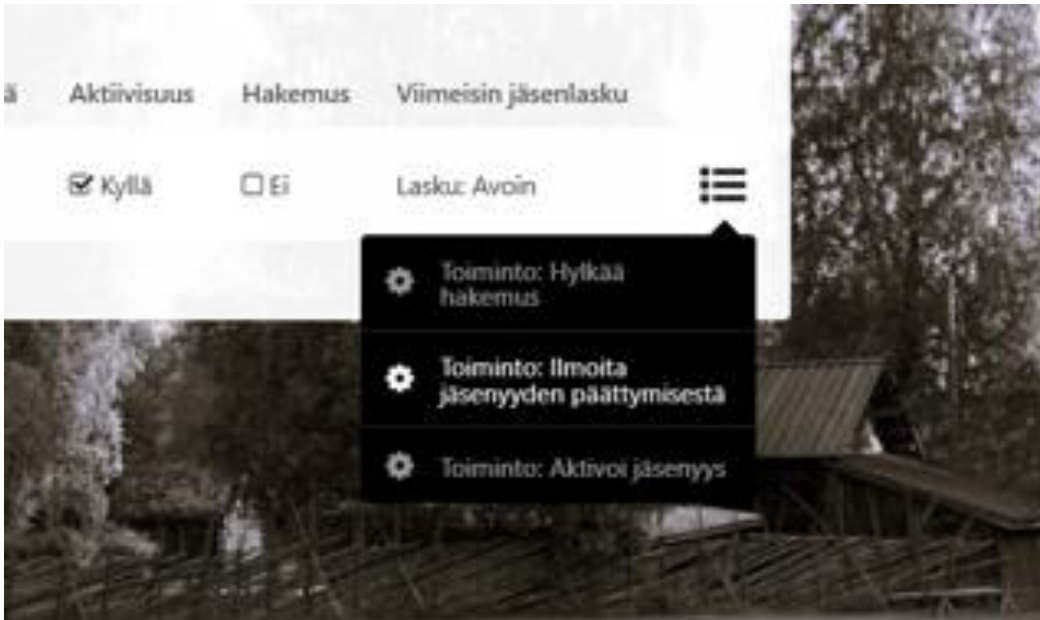 ä Aktiivisuus Hakemus Viimeisin jäsenlasku
Kyllä Ei Lasku: Avoin
Toiminto: Hylkää
hakemus
Toiminto: Ilmoita
jäsenyyden päättymisestä
Toiminto: Aktivoi jäsenyys